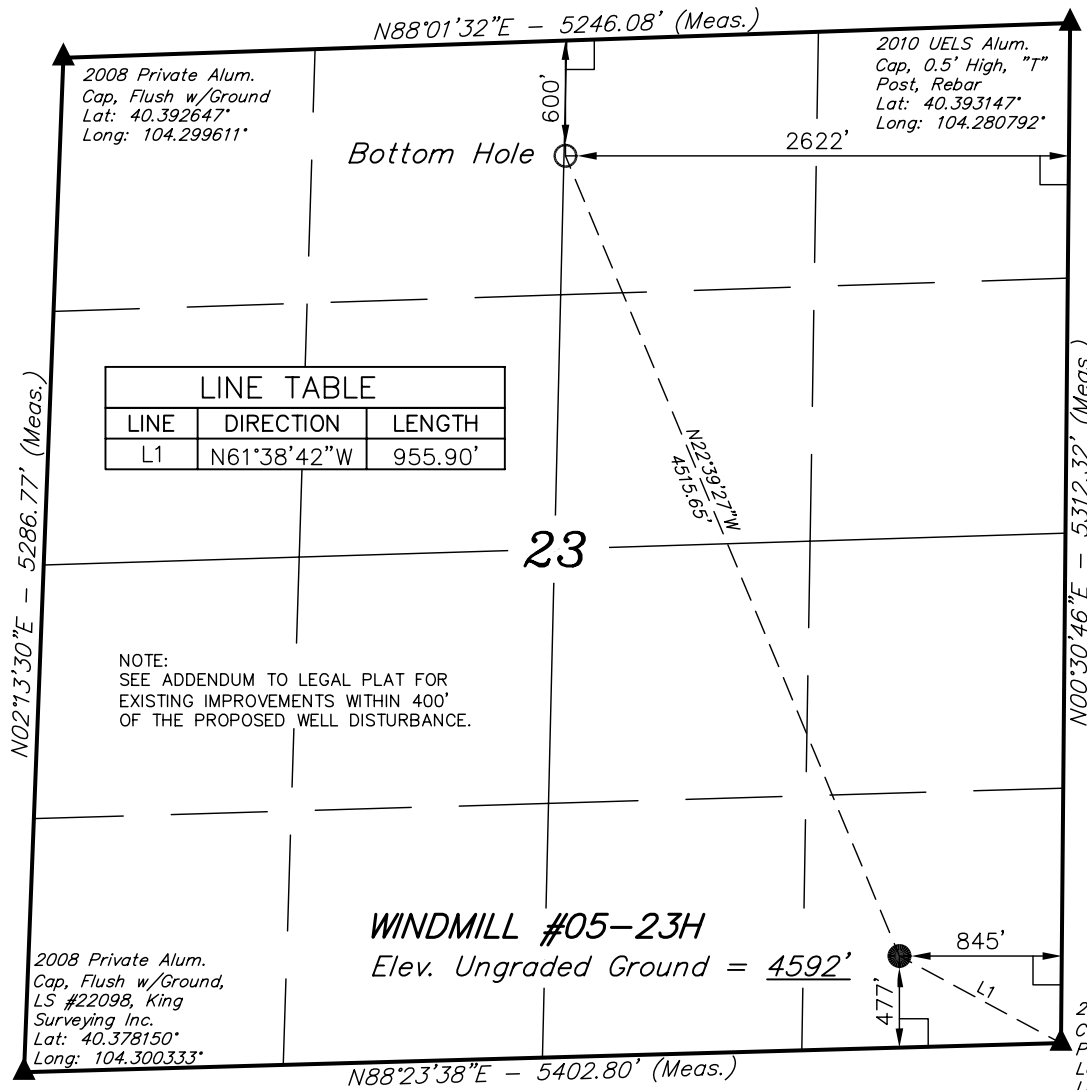 N88°01'32"E - 5246.08' (Meas.)
2008 Private Alum.
Cap, Flush w/Ground
Lat: 40.392647°
Long: 104.299611°
2010 UELS Alum.
Cap, 0.5' High, "T"
Post, Rebar
Lat: 40.393147°
Long: 104.280792°
600'
2622'
Bottom Hole
LINE TABLE
LINE DIRECTION LENGTH
L1 N61°38'42"W 955.90'
N02°13'30"E - 5286.77' (Meas.)
N00°30'46"E - 5312.32' (Meas.)
N22°39'27"W
4515.65'
23
NOTE:
SEE ADDENDUM TO LEGAL PLAT FOR
EXISTING IMPROVEMENTS WITHIN 400'
OF THE PROPOSED WELL DISTURBANCE.
WINDMILL #05-23H
Elev. Ungraded Ground = 4592'
845'
477'
L1
2008 Private Alum.
Cap, Flush w/Ground,
LS #22098, King
Surveying Inc.
Lat: 40.378150°
Long: 104.300333°
N88°23'38"E - 5402.80' (Meas.)